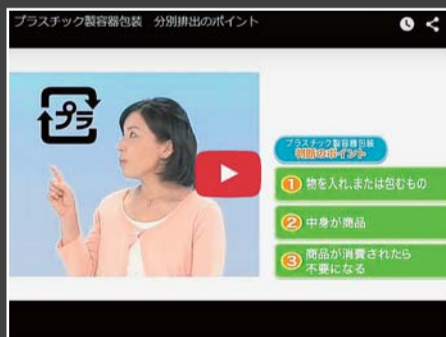 プラスチック製容器包装　分別排出のポイント
プラ
プラスチック製容器包装
判断のポイント
① 物を入れ、または包むもの
② 中身が商品
③ 商品が消費されたら
不要になる